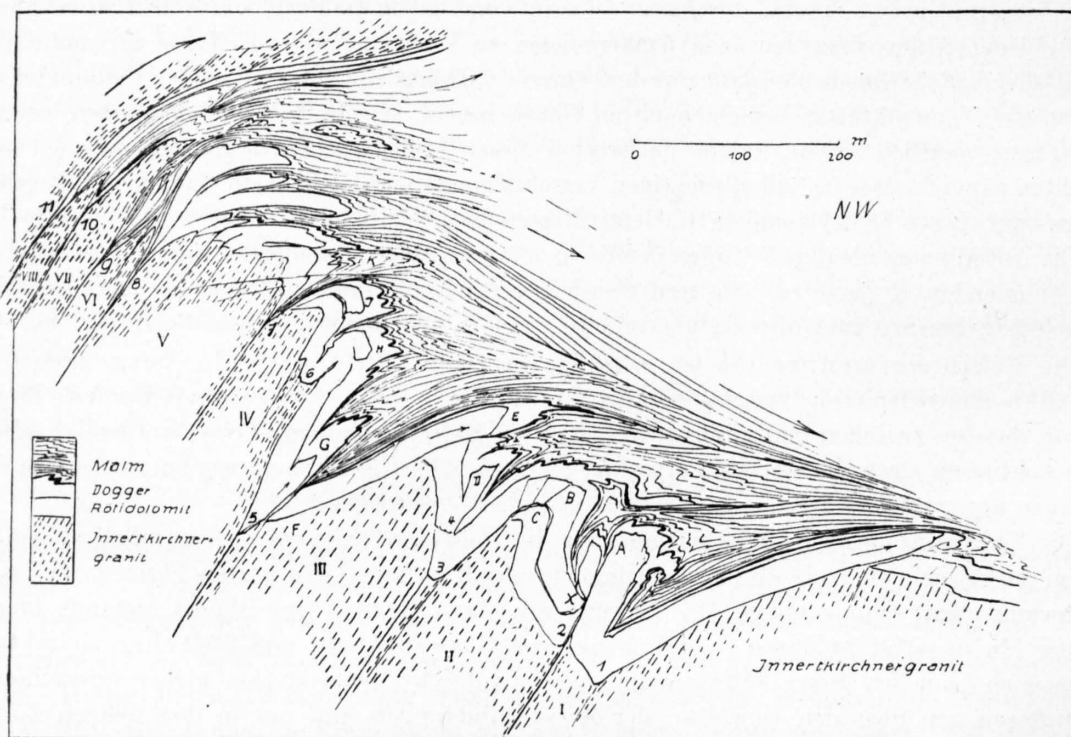 0 100 200 m
NW
11
10
9
8
VIII VII
VI
V
K
7
J
H
6
IV
G
E
D
5 F
4
III
3
B
C
A
X
2
II
1
I
Innertkirchnergranit
Malm
Dogger
Rötidolomit
Innertkirchner-
granit